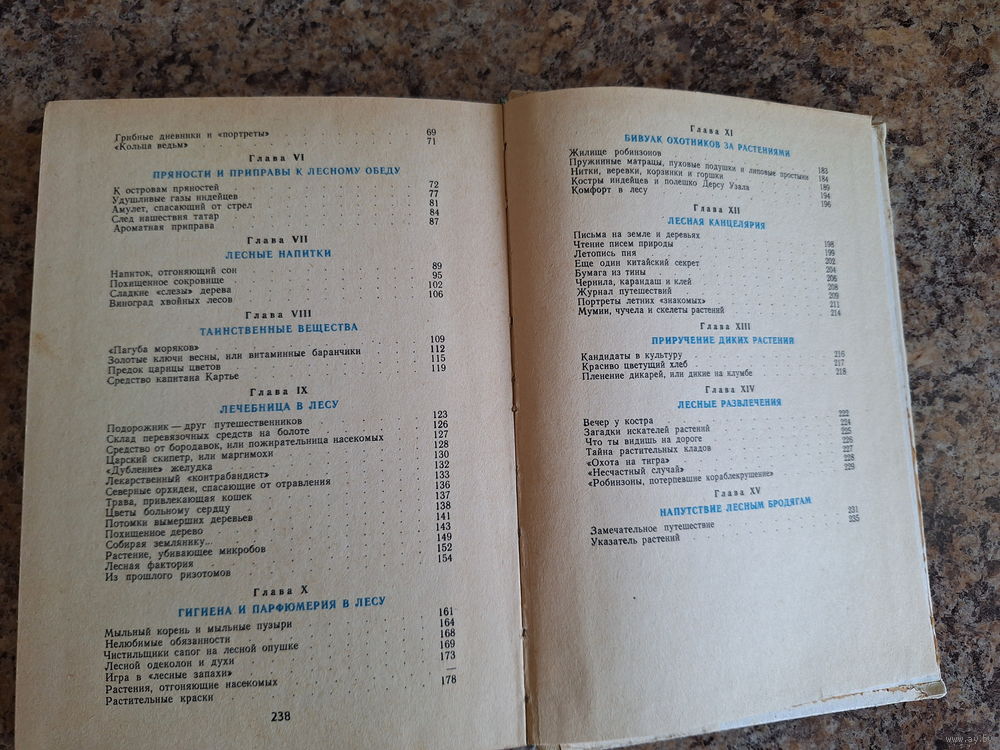 Грибные дневники и «портреты» 69
«Кольца ведьм» 71
Глава VI
ПРЯНОСТИ И ПРИПРАВЫ К ЛЕСНОМУ ОБЕДУ
К островам пряностей 72
Удушливые газы индейцев 77
Амулет, спасающий от стрел 81
След нашествия татар 84
Ароматная приправа 87
Глава VII
ЛЕСНЫЕ НАПИТКИ
Напиток, отгоняющий сон 89
Похищенное сокровище 95
Сладкие «слезы» дерева 102
Виноград хвойных лесов 106
Глава VIII
ТАИНСТВЕННЫЕ ВЕЩЕСТВА
«Пагуба моряков» 109
Золотые ключи весны, или витаминные баранчики 112
Предок царицы цветов 115
Средство капитана Картье 119
Глава IX
ЛЕЧЕБНИЦА В ЛЕСУ
Подорожник — друг путешественников 123
Склад перевязочных средств на болоте 126
Средство от бородавок, или пожирательница насекомых 127
Царский скипетр, или маргимохи 128
«Дубление» желудка 130
Лекарственный «контрабандист» 132
Северные орхидеи, спасающие от отравления 133
Трава, привлекающая кошек 136
Цветы больному сердцу 137
Потомки вымерших деревьев 138
Похищенное дерево 141
Собирая землянику... 143
Растение, убивающее микробов 149
Лесная фактория 152
Из прошлого ризотомов 154
Глава X
ГИГИЕНА И ПАРФЮМЕРИЯ В ЛЕСУ
Мыльный корень и мыльные пузыри 161
Нелюбимые обязанности 164
Чистильщики сапог на лесной опушке 168
Лесной одеколон и духи 169
Игра в «лесные запахи» 173
Растения, отгоняющие насекомых —
Растительные краски 178
238
Глава XI
БИВУАК ОХОТНИКОВ ЗА РАСТЕНИЯМИ
Жилище робинзонов 183
Пружинные матрацы, пуховые подушки и липовые простыни 184
Нитки, веревки, корзинки и горшки 189
Костры индейцев и полешко Дерсу Узала 194
Комфорт в лесу 196
Глава XII
ЛЕСНАЯ КАНЦЕЛЯРИЯ
Письма на земле и деревьях 198
Чтение писем природы 199
Летопись пня 202
Еще один китайский секрет 204
Бумага из тины 206
Чернила, карандаш и клей 208
Журнал путешествий 209
Портреты летних «знакомых» 211
Мумии, чучела и скелеты растений 214
Глава XIII
ПРИРУЧЕНИЕ ДИКИХ РАСТЕНИЙ
Кандидаты в культуру 216
Красиво цветущий хлеб 217
Пленение дикарей, или дикие на клумбе 218
Глава XIV
ЛЕСНЫЕ РАЗВЛЕЧЕНИЯ
Вечер у костра 222
Загадки искателей растений 224
Что ты видишь на дороге 225
Тайна растительных кладов 226
«Охота на тигра» 227
«Несчастный случай» 228
«Робинзоны, потерпевшие кораблекрушение» 229
Глава XV
НАПУТСТВИЕ ЛЕСНЫМ БРОДЯГАМ
Замечательное путешествие 231
Указатель растений 235
www.ay.by